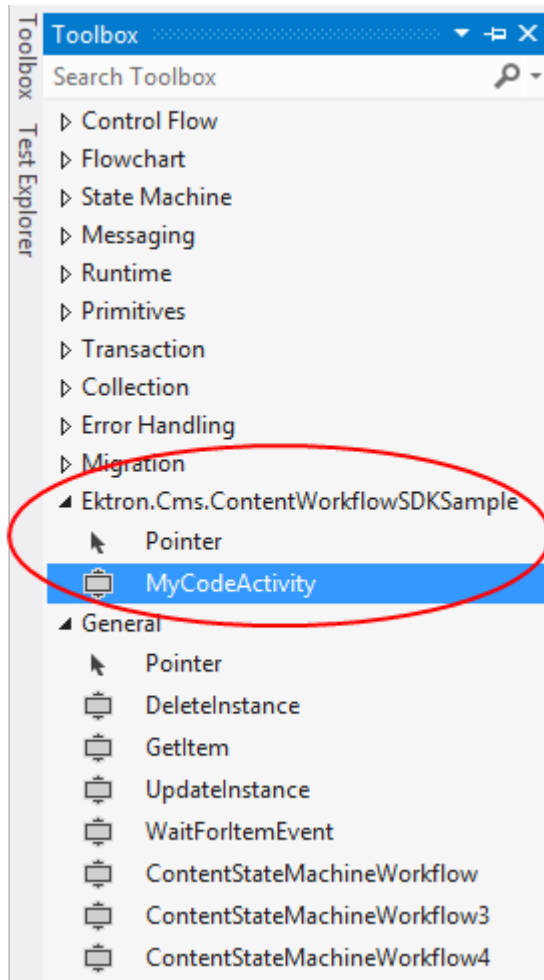 Toolbox
Test Explorer
Toolbox
Search Toolbox
Control Flow
Flowchart
State Machine
Messaging
Runtime
Primitives
Transaction
Collection
Error Handling
Migration
Ektron.Cms.ContentWorkflowSDKSample
Pointer
MyCodeActivity
General
Pointer
DeleteInstance
GetItem
UpdateInstance
WaitForItemEvent
ContentStateMachineWorkflow
ContentStateMachineWorkflow3
ContentStateMachineWorkflow4